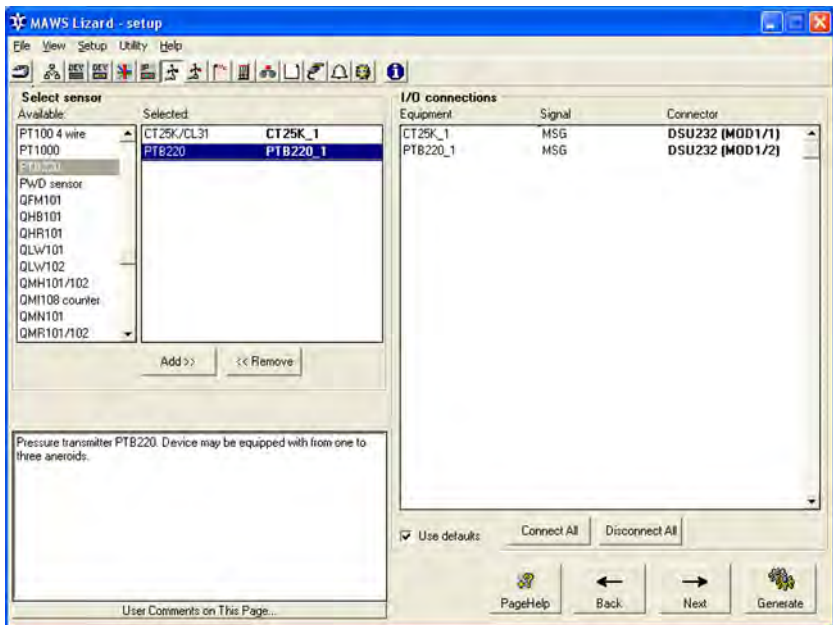 MAWS Lizard - setup
File View Setup Utility Help
Select sensor
Available: Selected:
PT100 4 wire
PT1000
PTB220
PWD sensor
QFM101
QHB101
QHR101
QLW101
QLW102
QMH101/102
QMI108 counter
QMN101
QMR101/102
CT25K/CL31 CT25K_1
PTB220 PTB220_1
Add >> << Remove
Pressure transmitter PTB220. Device may be equipped with from one to
three aneroids.
User Comments on This Page...
I/O connections
Equipment Signal Connector
CT25K_1 MSG DSU232 (MOD1/1)
PTB220_1 MSG DSU232 (MOD1/2)
Use defaults Connect All Disconnect All
PageHelp Back Next Generate